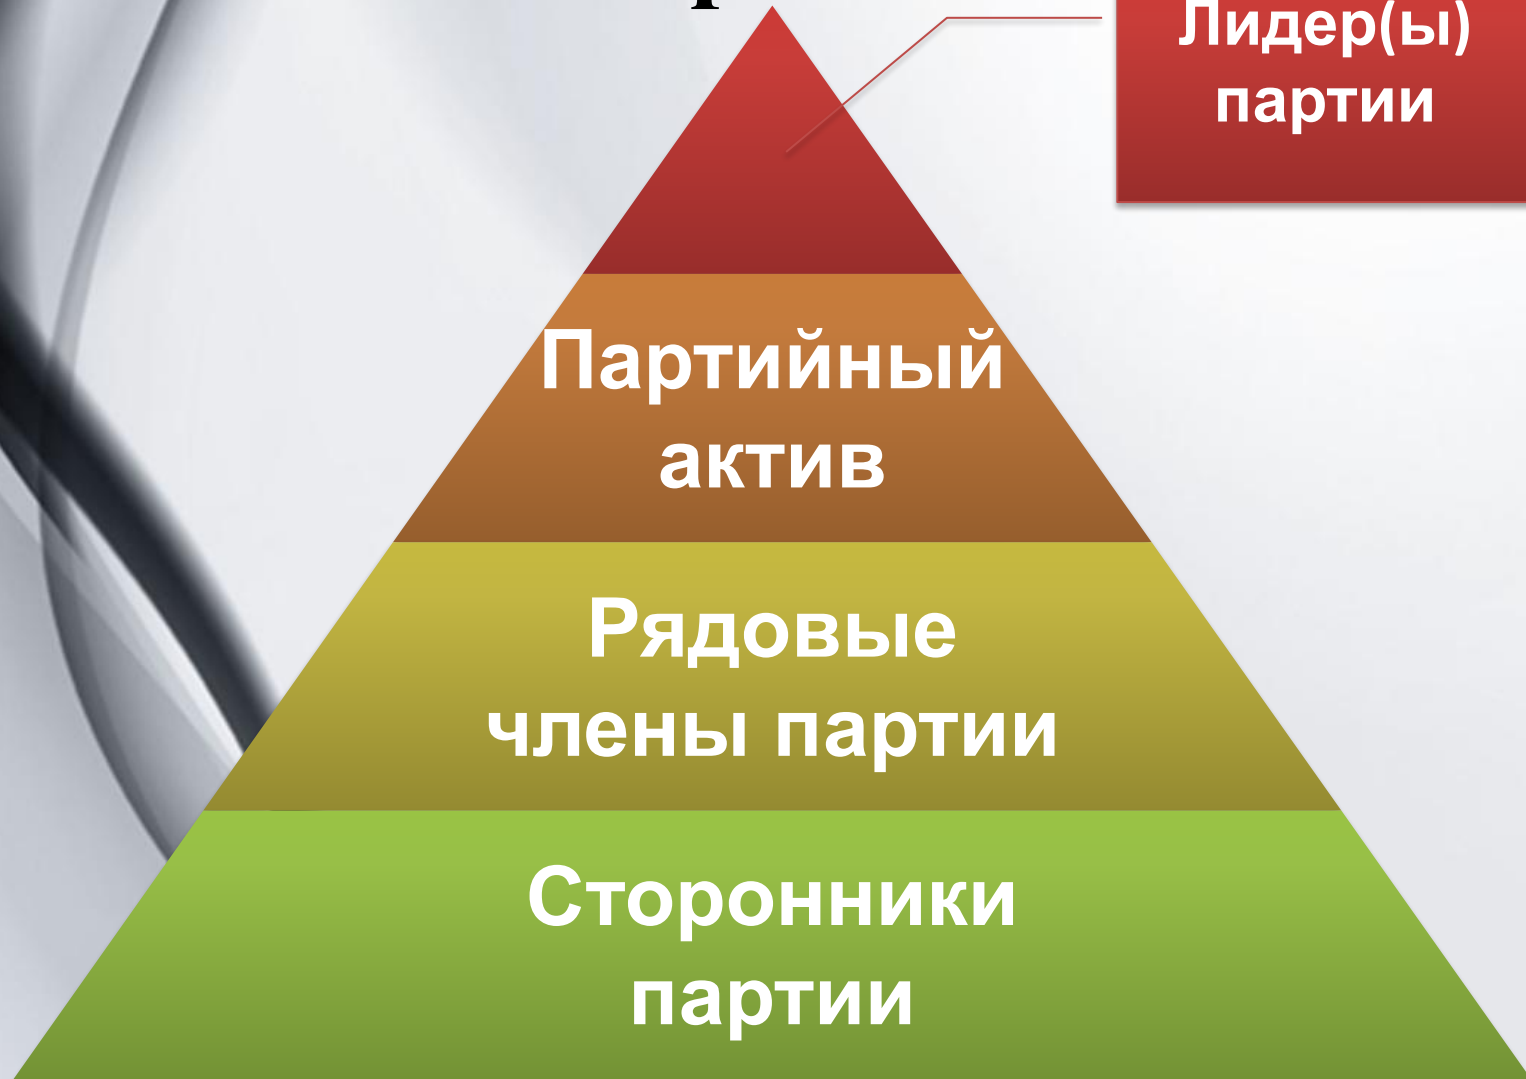 Лидер(ы)
партии
Партийный
актив
Рядовые
члены партии
Сторонники
партии